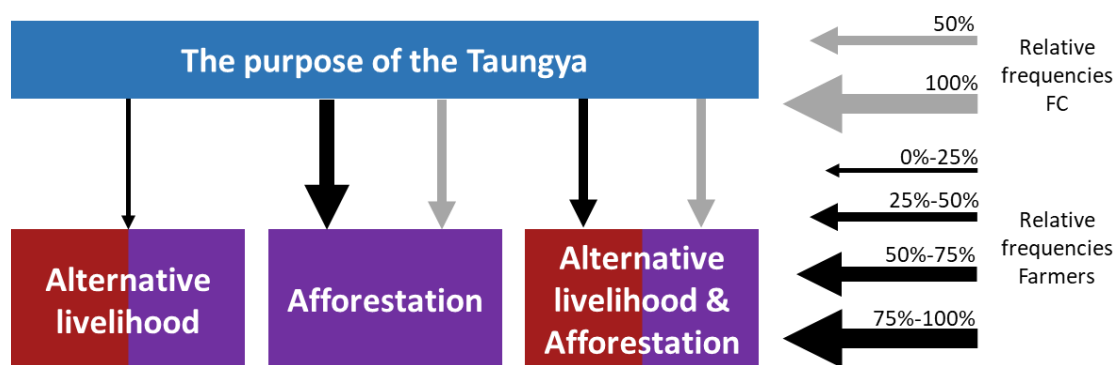 The purpose of the Taungya
Alternative
livelihood
Afforestation
Alternative
livelihood &
Afforestation
50%
100%
Relative
frequencies
FC
0%-25%
25%-50%
50%-75%
75%-100%
Relative
frequencies
Farmers